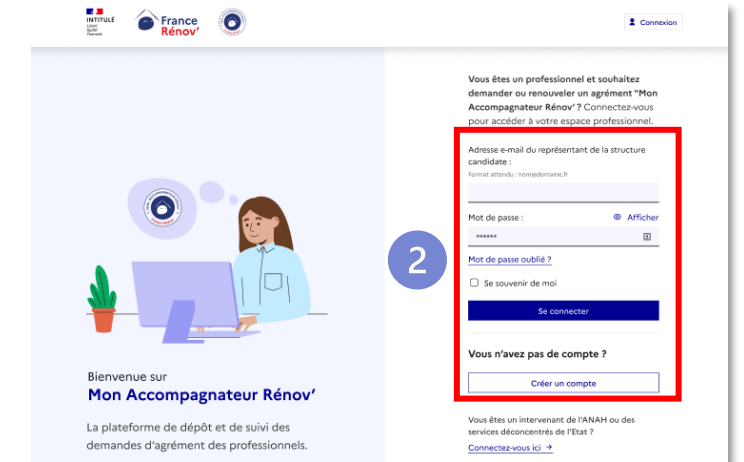 INTITULÉ
Liberté
Égalité
Fraternité
France
Rénov'
Connexion
Vous êtes un professionnel et souhaitez
demander ou renouveler un agrément "Mon
Accompagnateur Rénov' ? Connectez-vous
pour accéder à votre espace professionnel.
Adresse e-mail du représentant de la structure
candidate :
Format attendu : nom@domaine.fr
Mot de passe :
Afficher
******
2
Mot de passe oublié ?
Se souvenir de moi
Se connecter
Vous n'avez pas de compte ?
Créer un compte
Bienvenue sur
Mon Accompagnateur Rénov'
La plateforme de dépôt et de suivi des
demandes d'agrément des professionnels.
Vous êtes un intervenant de l'ANAH ou des
services déconcentrés de l'Etat ?
Connectez-vous ici →